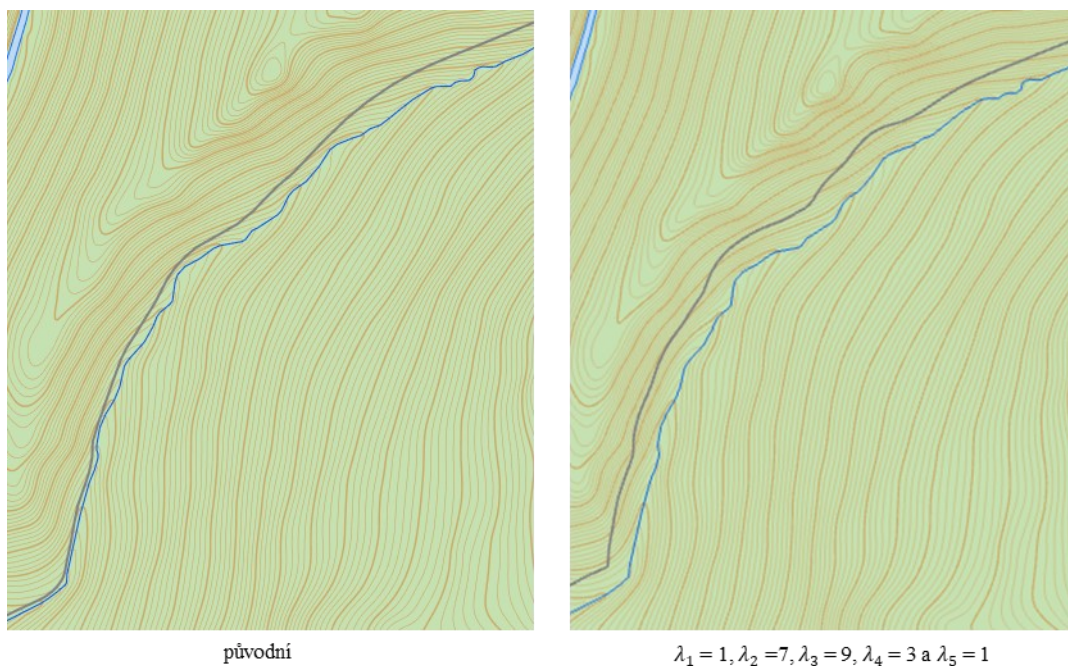 původní
λ₁ = 1, λ₂ =7, λ₃ = 9, λ₄ = 3 a λ₅ = 1